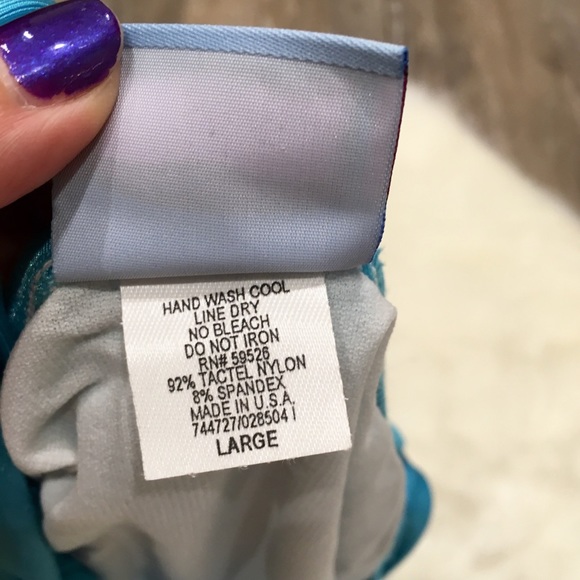 HAND WASH COOL
LINE DRY
NO BLEACH
DO NOT IRON
RN# 59526
92% TACTEL NYLON
8% SPANDEX
MADE IN U.S.A.
744727/028504 I
LARGE